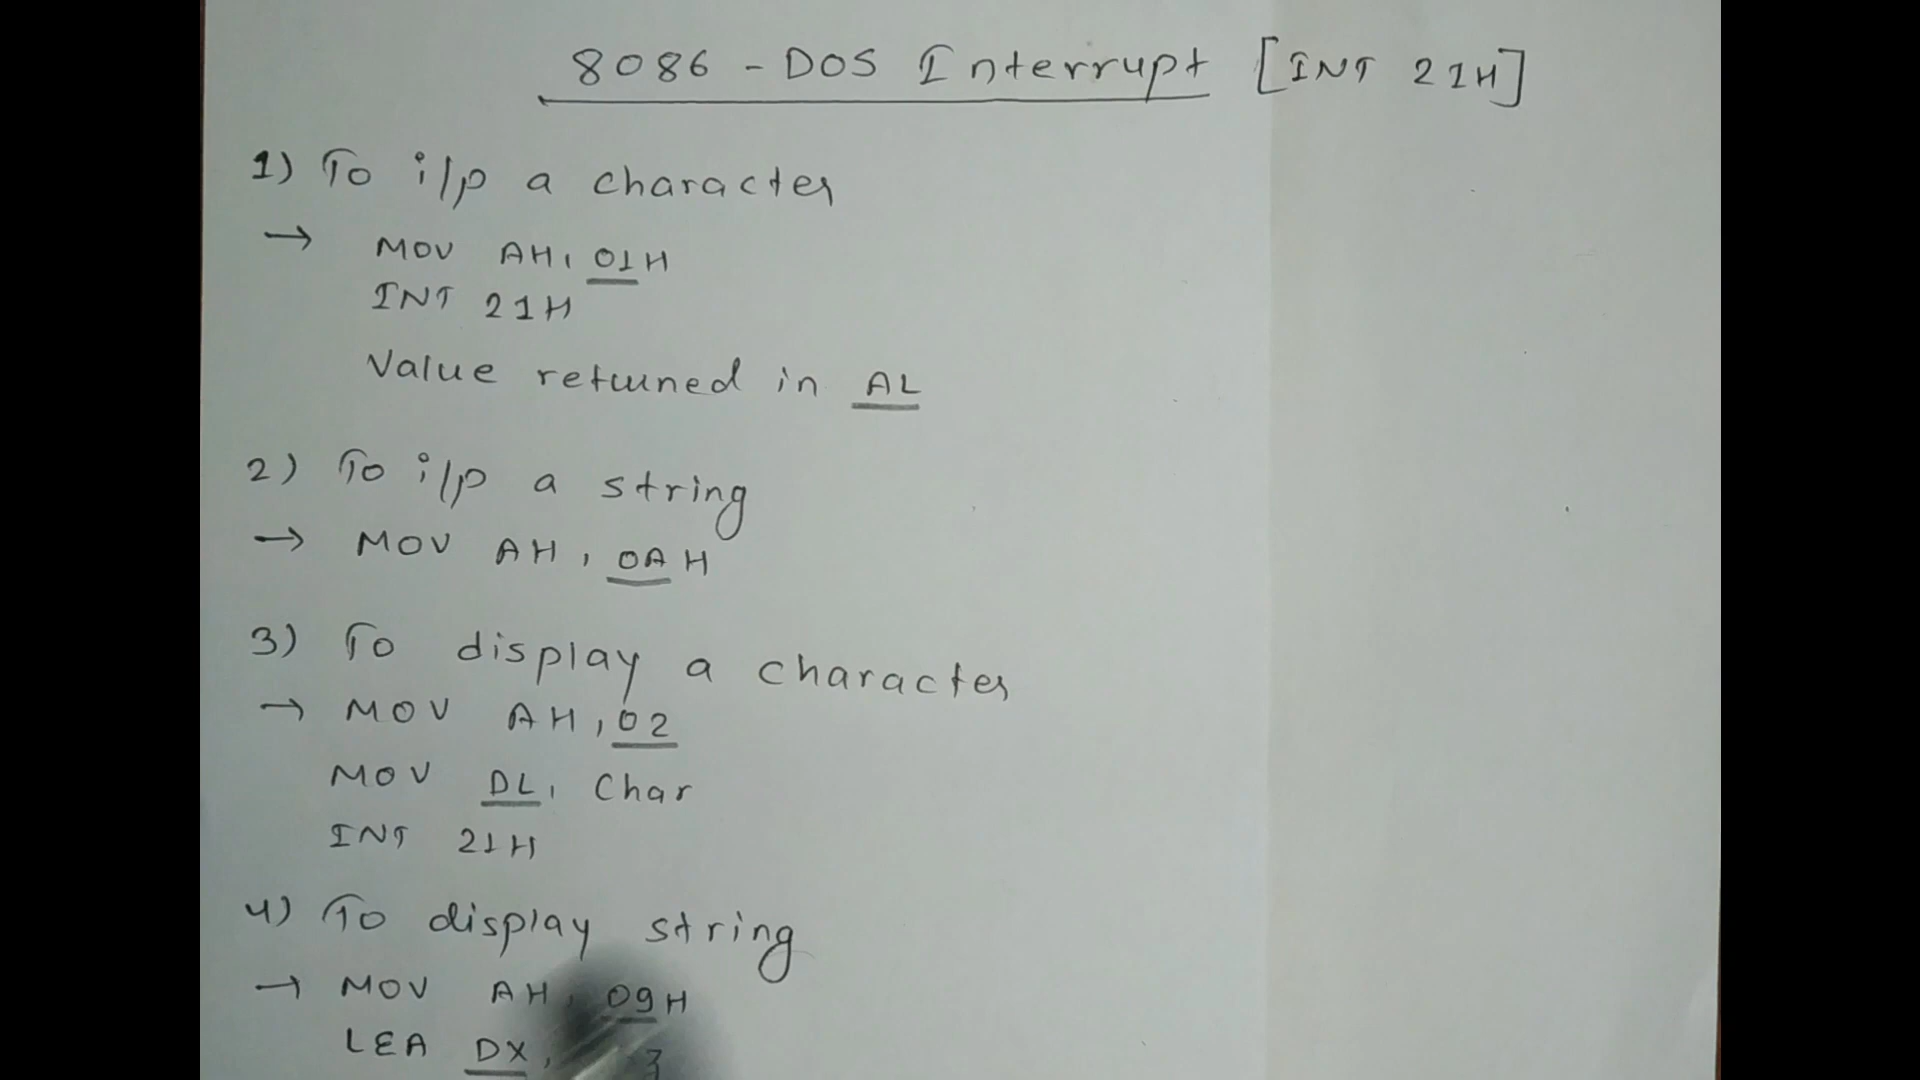 8086 - DOS Interrupt [INT 21H]
1) To i/p a character
→ MOV AH, 01H
INT 21H
Value returned in AL
2) To i/p a string
→ MOV AH, 0AH
3) To display a character
→ MOV AH, 02
MOV DL, Char
INT 21H
4) To display string
→ MOV AH, 09H
LEA DX,